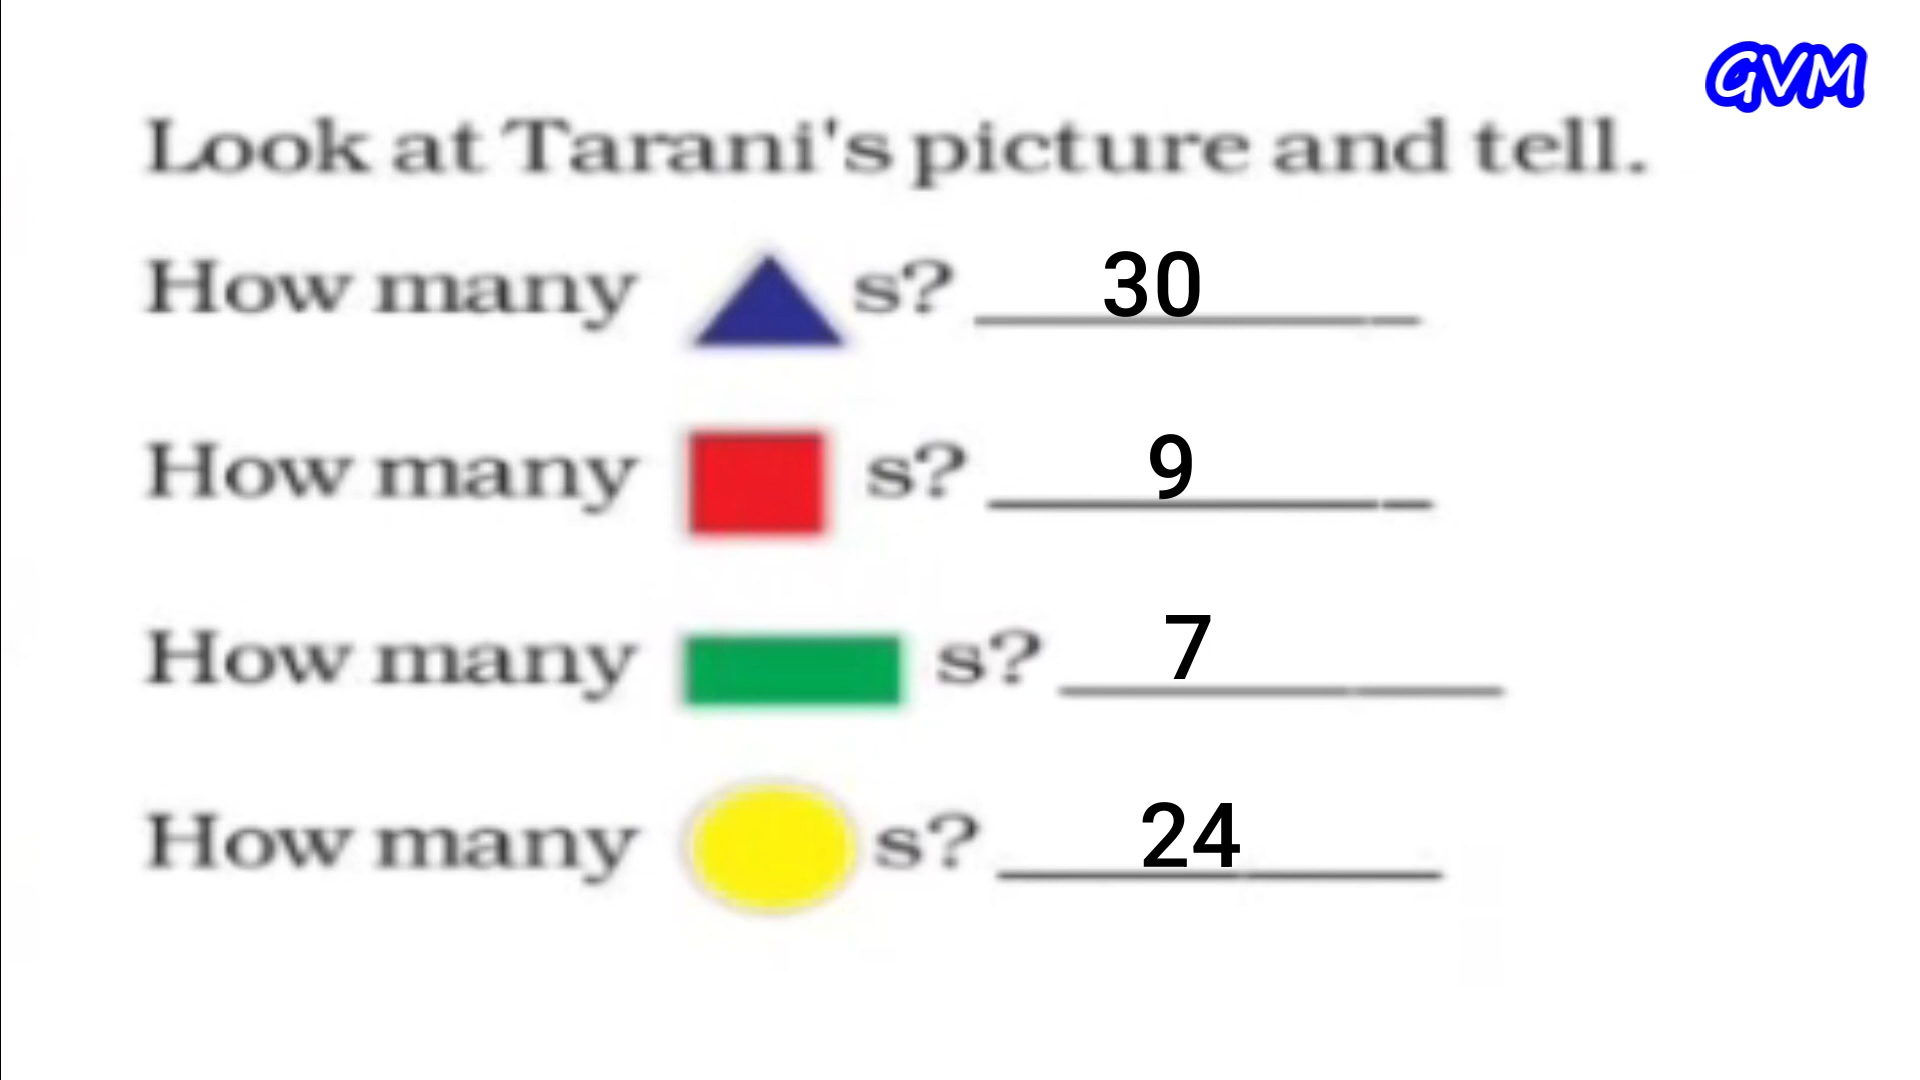 GVM
Look at Tarani's picture and tell.
How many s? 30
How many s? 9
How many s? 7
How many s? 24